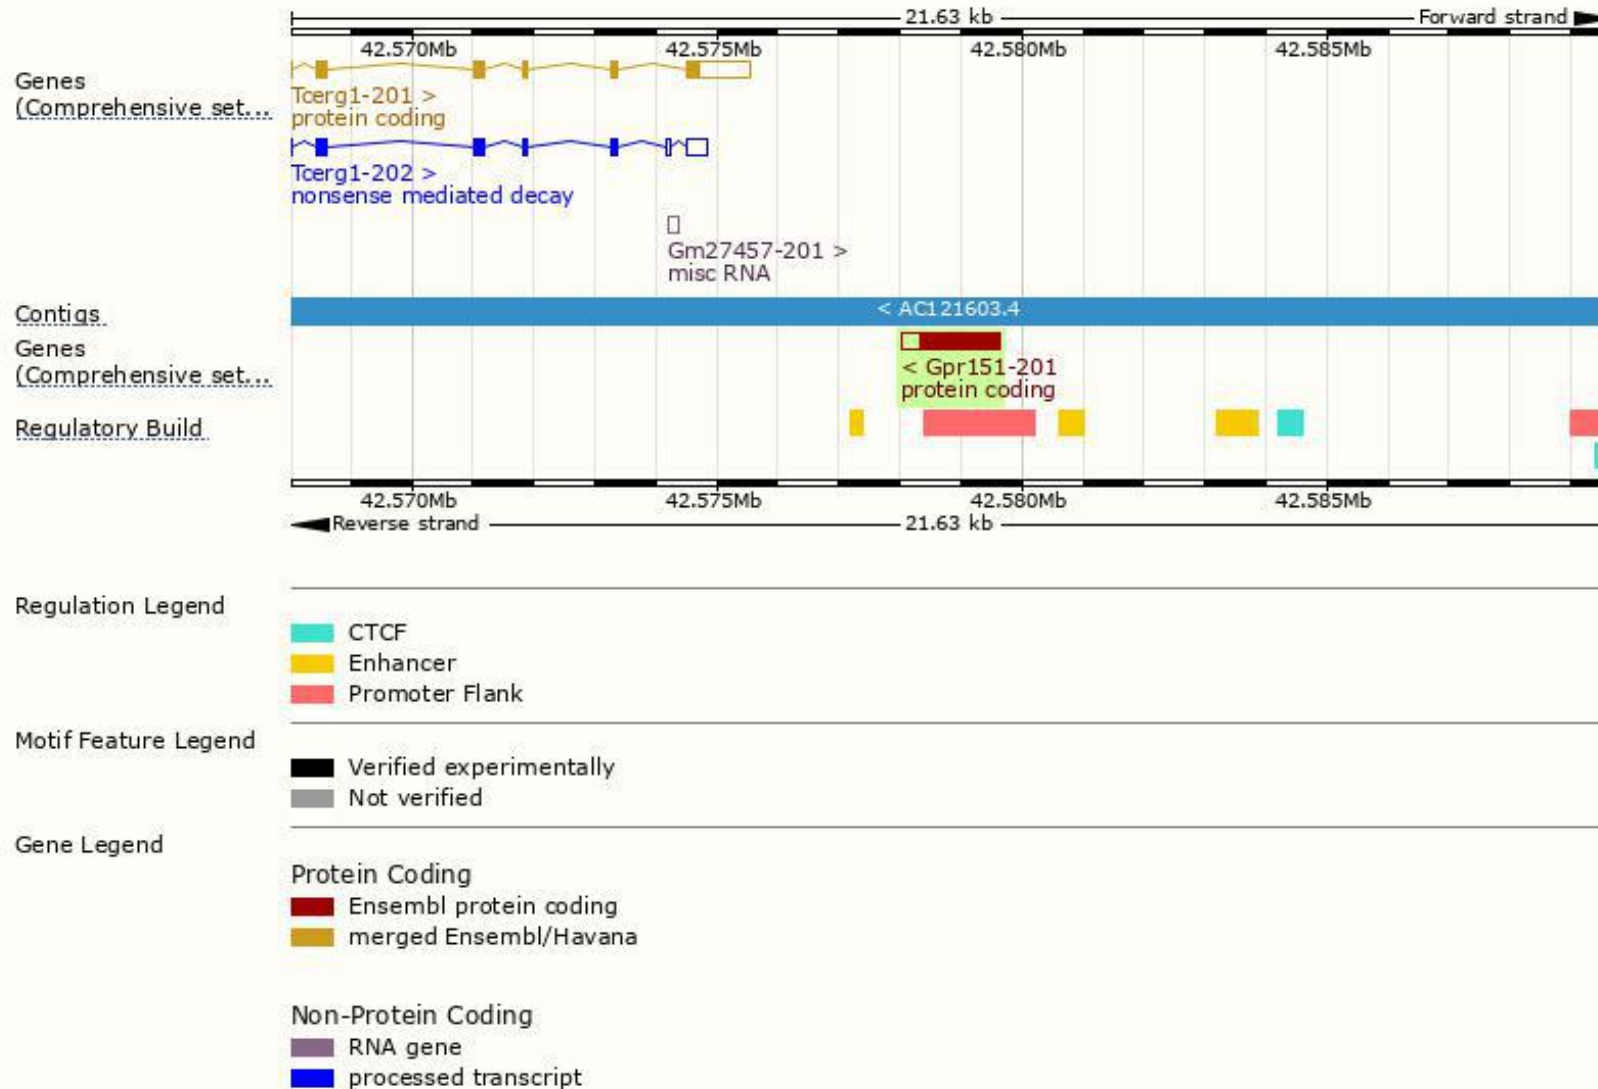 21.63 kb Forward strand
42.570Mb 42.575Mb 42.580Mb 42.585Mb
Genes
(Comprehensive set...
Tcerg1-201 >
protein coding
Tcerg1-202 >
nonsense mediated decay
Gm27457-201 >
misc RNA
Contigs
< AC121603.4
Genes
(Comprehensive set...
< Gpr151-201
protein coding
Regulatory Build
42.570Mb 42.575Mb 42.580Mb 42.585Mb
Reverse strand 21.63 kb
Regulation Legend
CTCF
Enhancer
Promoter Flank
Motif Feature Legend
Verified experimentally
Not verified
Gene Legend
Protein Coding
Ensembl protein coding
merged Ensembl/Havana
Non-Protein Coding
RNA gene
processed transcript